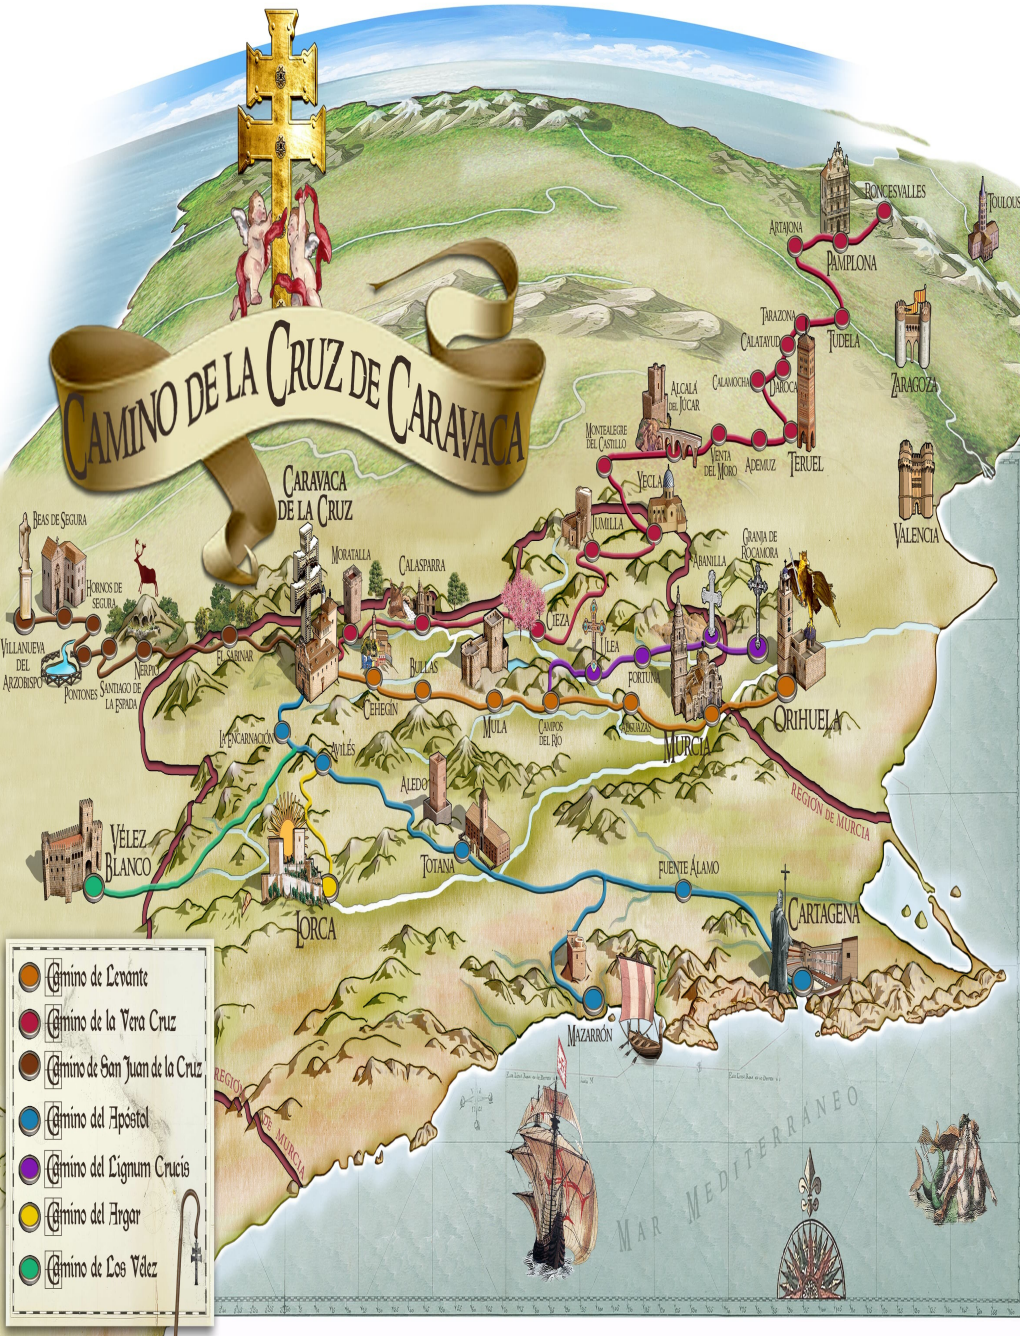 CAMINO DE LA CRUZ DE CARAVACA
RONCESVALLES
TOULOUS
ARTAJONA
PAMPLONA
TARAZONA
TUDELA
CALATAYUD
CALAMOCHA
DAROCA
ZARAGOZA
ALCALÁ
DEL JÚCAR
MONTEALEGRE
DEL CASTILLO
VENTA
DEL MORO
ADEMUZ
TERUEL
YECLA
CARAVACA
DE LA CRUZ
JUMILLA
VALENCIA
BEAS DE SEGURA
MORATALLA
CALASPARRA
ABANILLA
GRANJA DE
ROCAMORA
HORNOS DE
SEGURA
CIEZA
VILLANUEVA
DEL
ARZOBISPO
PONTONES
SANTIAGO DE
LA ESPADA
NERPIO
EL SABINAR
BULLAS
ULEA
FORTUNA
CEHEGÍN
MULA
CAMPOS
DEL RÍO
ALGUAZAS
MURCIA
ORIHUELA
LA ENCARNACIÓN
AVILÉS
ALEDO
REGIÓN DE MURCIA
VÉLEZ
BLANCO
TOTANA
FUENTE ÁLAMO
LORCA
CARTAGENA
MAZARRÓN
Camino de Levante
Camino de la Vera Cruz
Camino de San Juan de la Cruz
Camino del Apóstol
Camino del Lignum Crucis
Camino del Argar
Camino de Los Vélez
REGIÓN DE MURCIA
MAR MEDITERRÁNEO